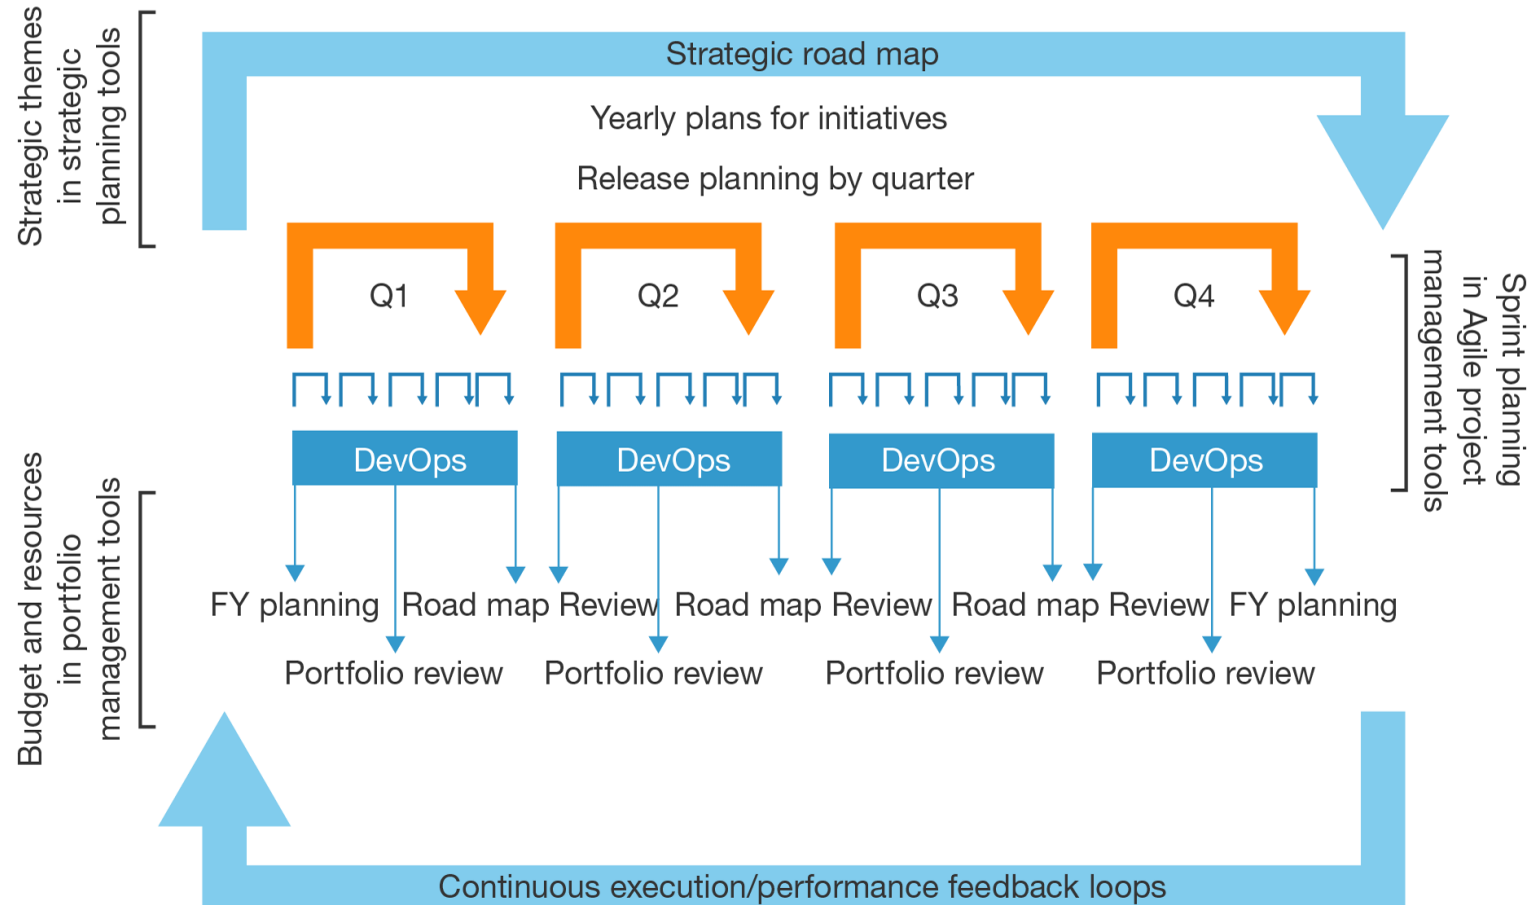 Strategic themes
in strategic
planning tools
Strategic road map
Yearly plans for initiatives
Release planning by quarter
Q1 Q2 Q3 Q4
Sprint planning
in Agile project
management tools
DevOps DevOps DevOps DevOps
Budget and resources
in portfolio
management tools
FY planning Road map Review Road map Review Road map Review FY planning
Portfolio review Portfolio review Portfolio review Portfolio review
Continuous execution/performance feedback loops